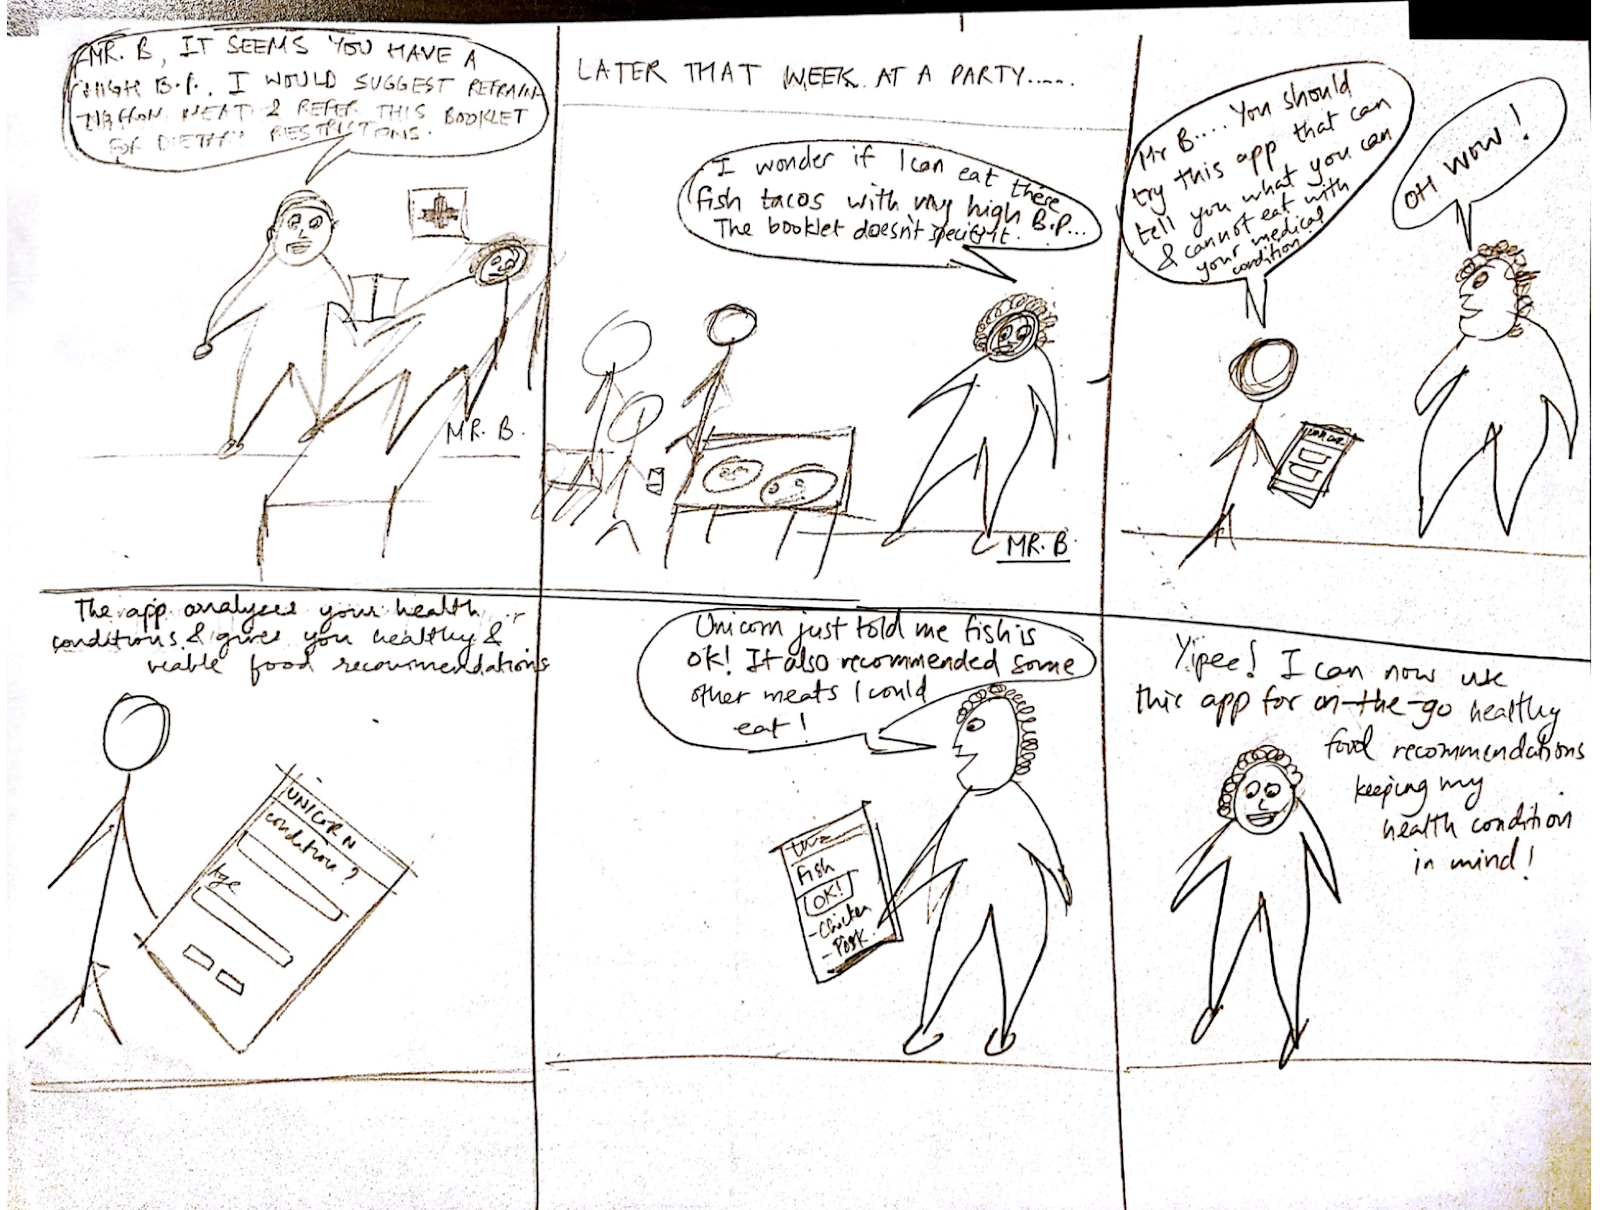 MR. B, IT SEEMS YOU HAVE A
HIGH B.P. I WOULD SUGGEST REFRAIN
MEAT & REFER THIS BOOKLET
FOR DIETARY RESTRICTIONS.
MR. B.
LATER THAT WEEK AT A PARTY.....
I wonder if I can eat these
fish tacos with my high B.P...
The booklet doesn't specify it.
MR. B.
Mr B.... You should
try this app that can
tell you what you can
& cannot eat with
your medical
condition.
OH WOW!
The app analyses your health
conditions & gives you healthy &
viable food recommendations
UNICORN
condition?
Age
Unicorn just told me fish is
OK! It also recommended some
other meats I could
eat!
fish
OK!
- Chicken
- Pork
Yipee! I can now use
this app for on-the-go healthy
food recommendations
keeping my
health condition
in mind!